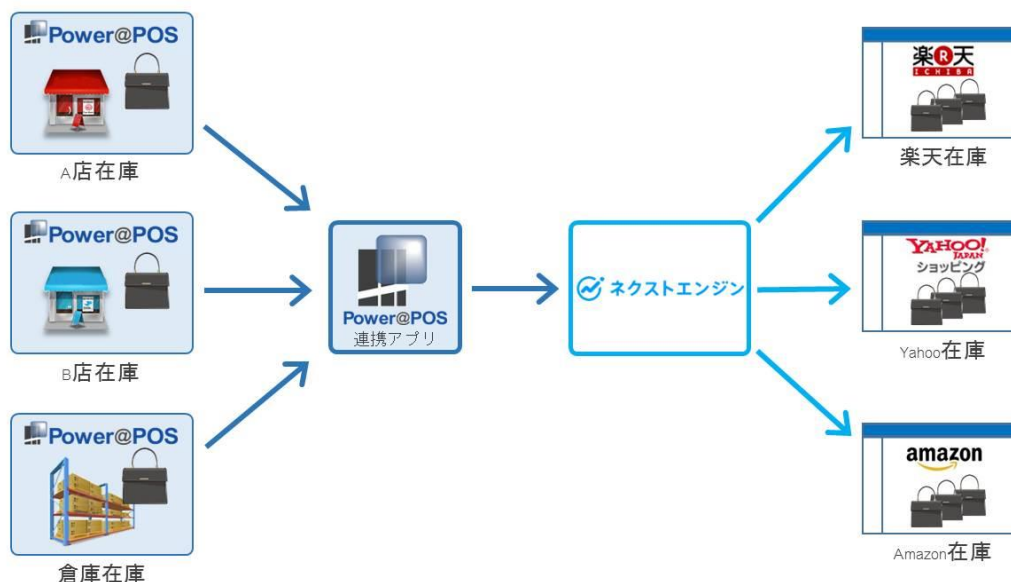 Power@POS
A店在庫
Power@POS
B店在庫
Power@POS
倉庫在庫
Power@POS
連携アプリ
ネクストエンジン
楽R天
ICHIBA
楽天在庫
YAHOO!
JAPAN
ショッピング
Yahoo在庫
amazon
Amazon在庫